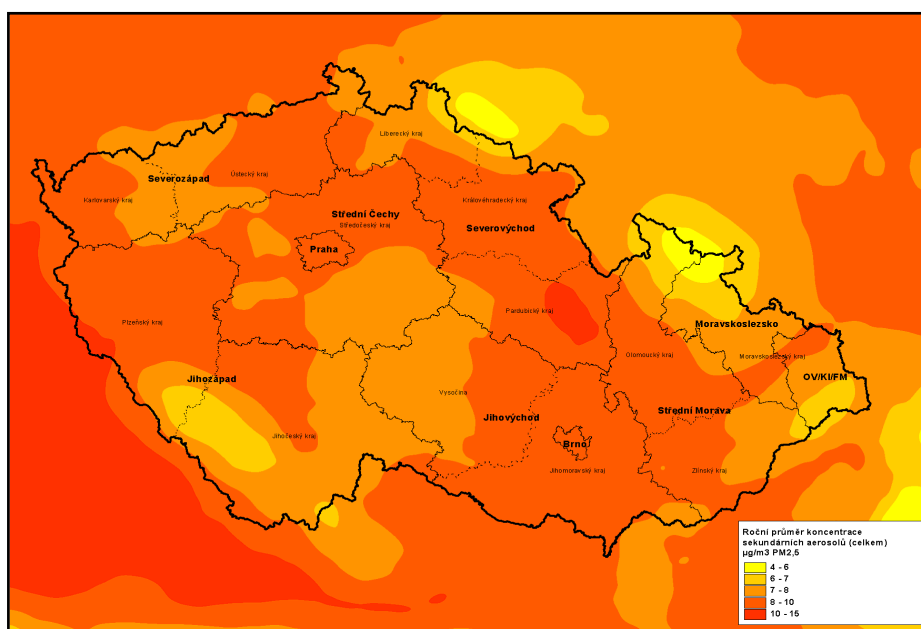 Liberecký kraj
Severozápad
Ústecký kraj
Karlovarský kraj
Královéhradecký kraj
Střední Čechy
Středočeský kraj
Severovýchod
Praha
Plzeňský kraj
Pardubický kraj
Moravskoslezsko
Olomoucký kraj
Moravskoslezský kraj
Jihozápad
OV/KI/FM
Vysočina
Střední Morava
Jihovýchod
Jihočeský kraj
Brno
Jihomoravský kraj
Zlínský kraj
Roční průměr koncentrace
sekundárních aerosolů (celkem)
µg/m3 PM2,5
4 - 6
6 - 7
7 - 8
8 - 10
10 - 15